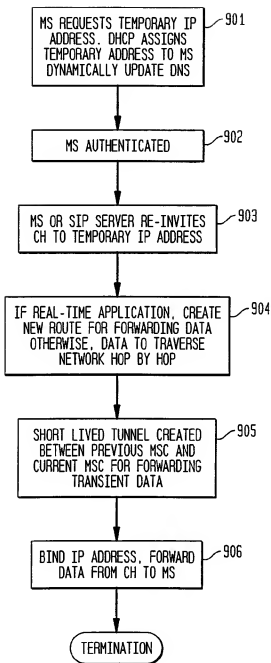 MS REQUESTS TEMPORARY IP
ADDRESS. DHCP ASSIGNS
TEMPORARY ADDRESS TO MS
DYNAMICALLY UPDATE DNS
901
MS AUTHENTICATED
902
MS OR SIP SERVER RE-INVITES
CH TO TEMPORARY IP ADDRESS
903
IF REAL-TIME APPLICATION, CREATE
NEW ROUTE FOR FORWARDING DATA
OTHERWISE, DATA TO TRAVERSE
NETWORK HOP BY HOP
904
SHORT LIVED TUNNEL CREATED
BETWEEN PREVIOUS MSC AND
CURRENT MSC FOR FORWARDING
TRANSIENT DATA
905
BIND IP ADDRESS, FORWARD
DATA FROM CH TO MS
906
TERMINATION